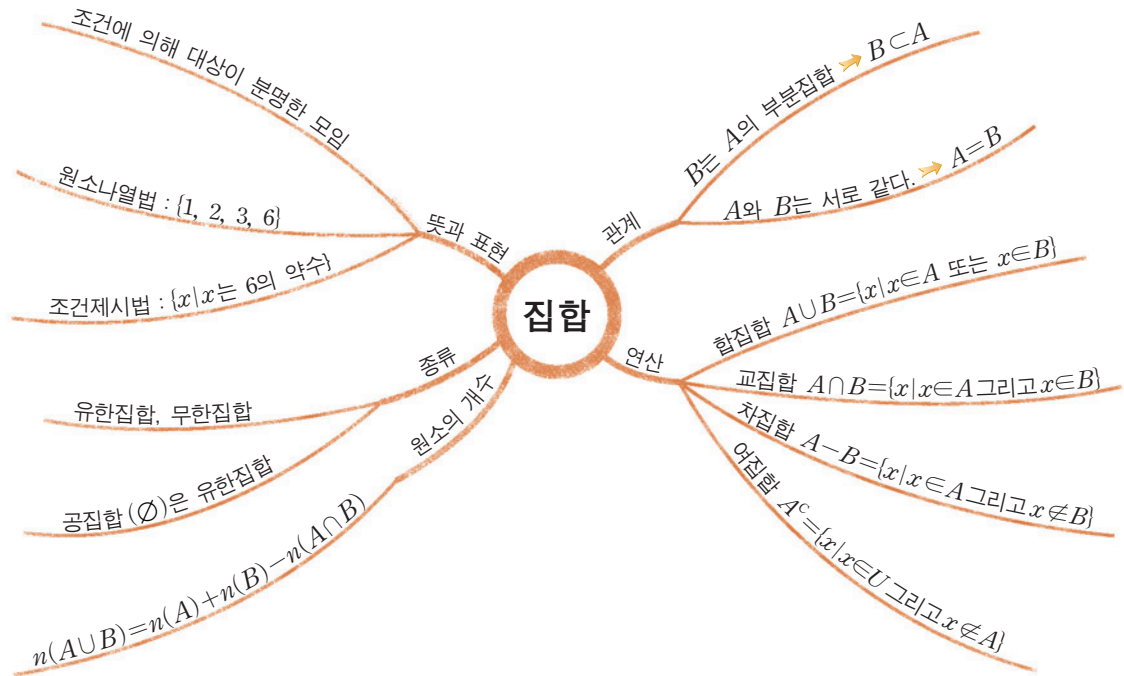 집합
뜻과 표현
조건에 의해 대상이 분명한 모임
원소나열법 : {1, 2, 3, 6}
조건제시법 : {x|x는 6의 약수}
종류
유한집합, 무한집합
공집합(∅)은 유한집합
원소의 개수
n(A∪B)=n(A)+n(B)-n(A∩B)
관계
B는 A의 부분집합 ➡ B⊂A
A와 B는 서로 같다. ➡ A=B
연산
합집합 A∪B={x|x∈A 또는 x∈B}
교집합 A∩B={x|x∈A그리고x∈B}
차집합 A-B={x|x∈A그리고x∉B}
여집합 Aᶜ={x|x∈U그리고x∉A}